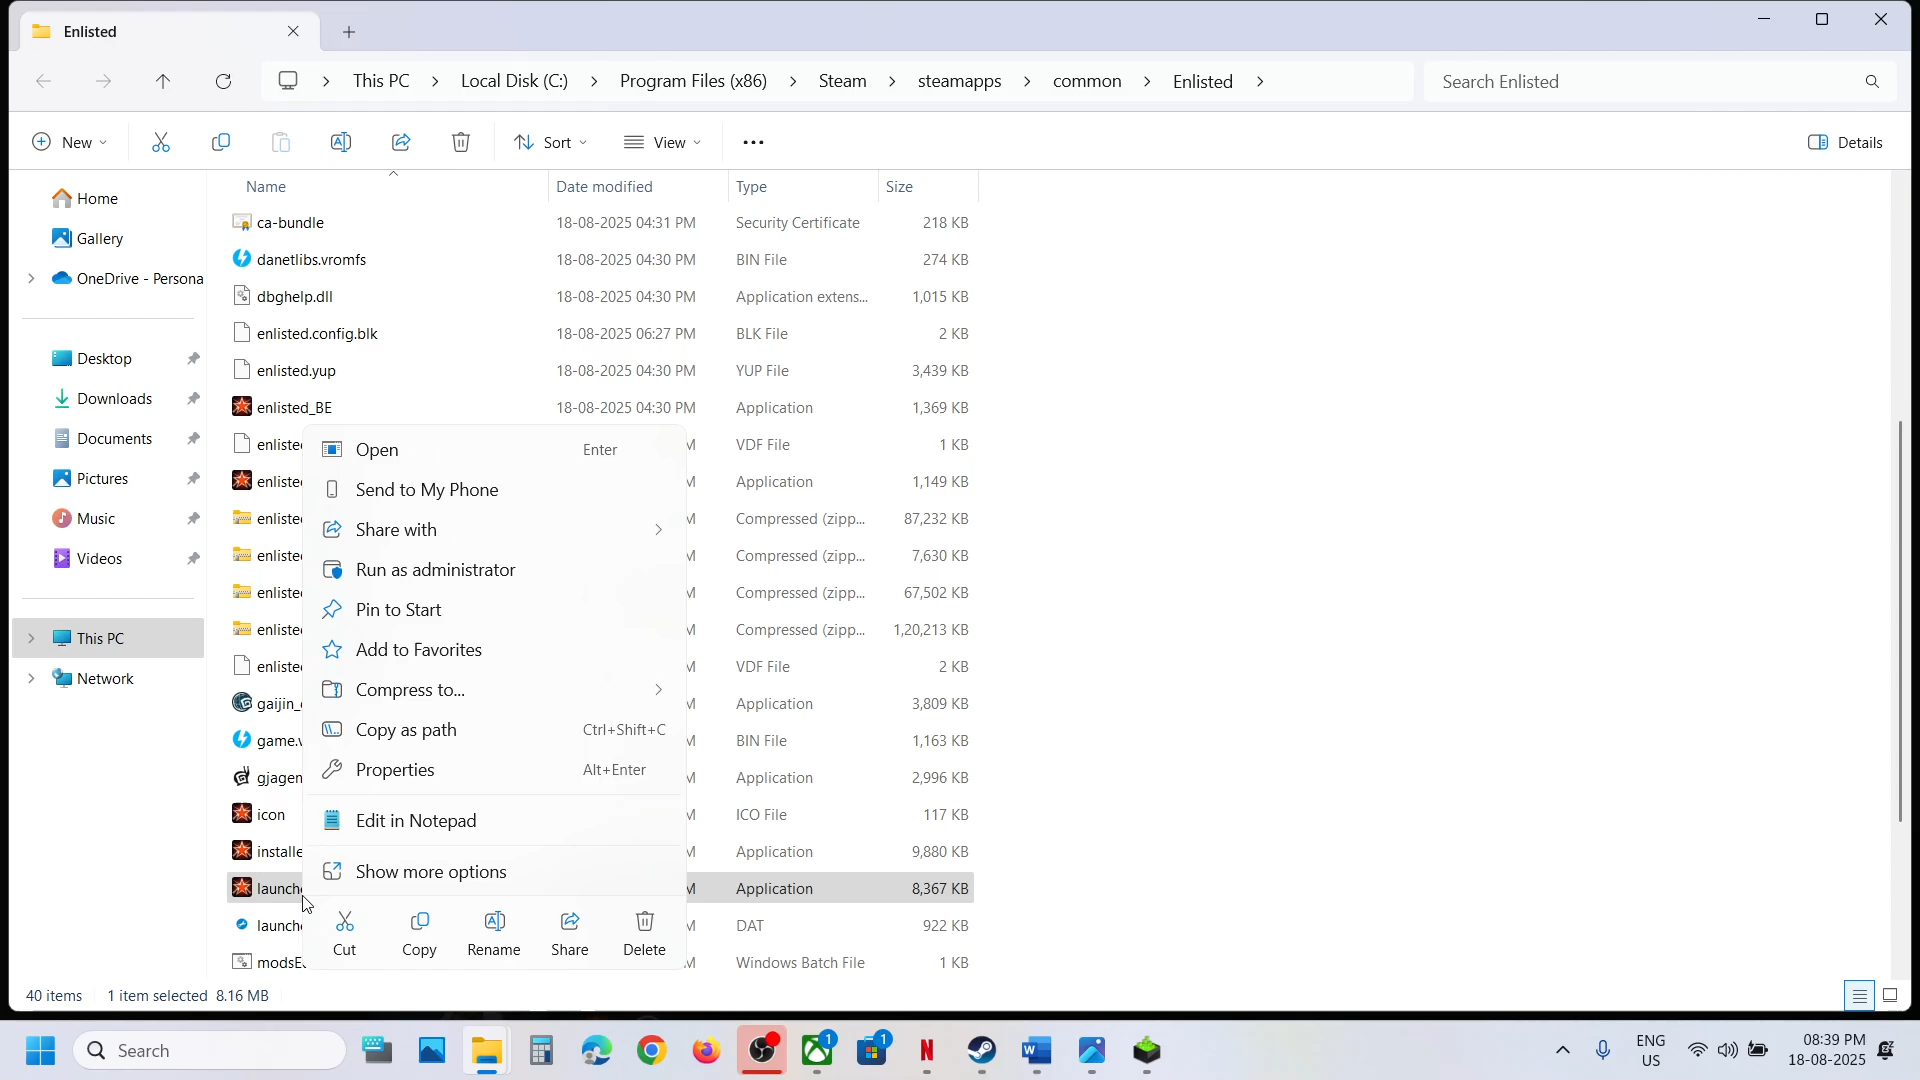 Enlisted
This PC > Local Disk (C:) > Program Files (x86) > Steam > steamapps > common > Enlisted >
Search Enlisted
New
Sort
View
Details
Name Date modified Type Size
Home
Gallery
OneDrive - Persona
Desktop
Downloads
Documents
Pictures
Music
Videos
This PC
Network
ca-bundle 18-08-2025 04:31 PM Security Certificate 218 KB
danetlibs.vromfs 18-08-2025 04:30 PM BIN File 274 KB
dbghelp.dll 18-08-2025 04:30 PM Application extens... 1,015 KB
enlisted.config.blk 18-08-2025 06:27 PM BLK File 2 KB
enlisted.yup 18-08-2025 04:30 PM YUP File 3,439 KB
enlisted_BE 18-08-2025 04:30 PM Application 1,369 KB
VDF File 1 KB
Application 1,149 KB
Compressed (zipp... 87,232 KB
Compressed (zipp... 7,630 KB
Compressed (zipp... 67,502 KB
Compressed (zipp... 1,20,213 KB
VDF File 2 KB
Application 3,809 KB
BIN File 1,163 KB
Application 2,996 KB
icon ICO File 117 KB
Application 9,880 KB
Application 8,367 KB
DAT 922 KB
Windows Batch File 1 KB
Open Enter
Send to My Phone
Share with
Run as administrator
Pin to Start
Add to Favorites
Compress to...
Copy as path Ctrl+Shift+C
Properties Alt+Enter
Edit in Notepad
Show more options
Cut Copy Rename Share Delete
40 items 1 item selected 8.16 MB
Search
1
1
ENG
US
08:39 PM
18-08-2025